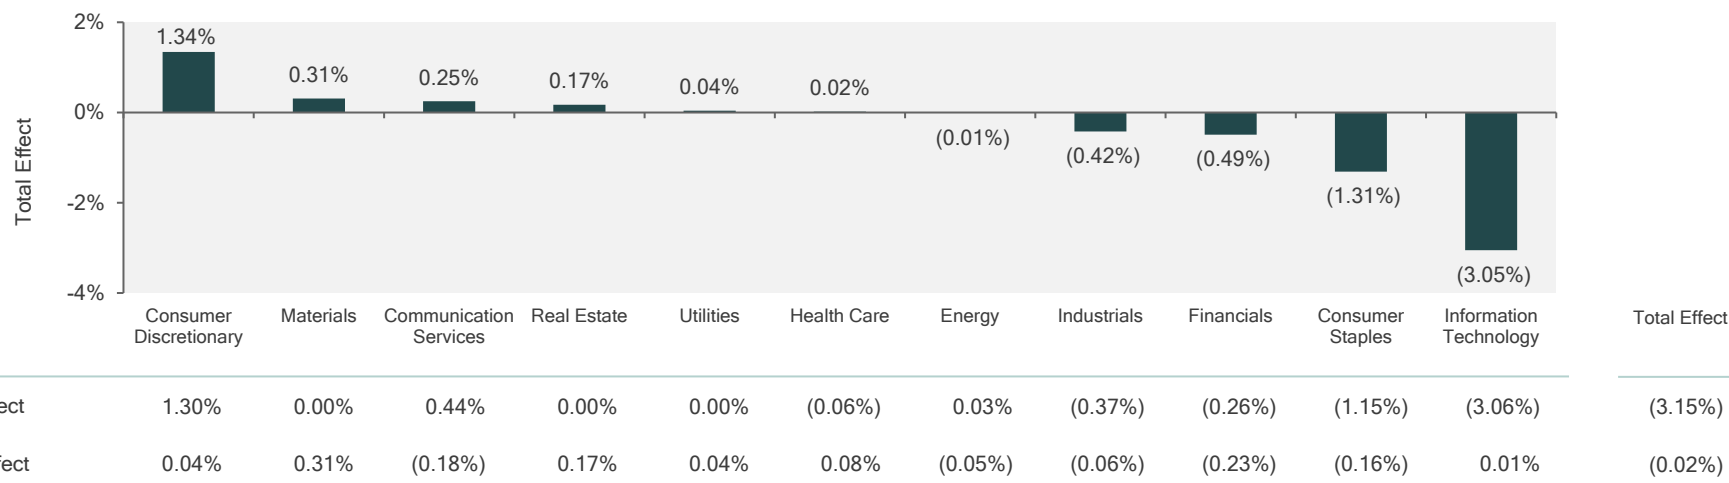 2%
0%
-2%
-4%
Total Effect
1.34%
0.31%
0.25%
0.17%
0.04%
0.02%
(0.01%)
(0.42%)
(0.49%)
(1.31%)
(3.05%)
Consumer
Discretionary
Materials
Communication
Services
Real Estate
Utilities
Health Care
Energy
Industrials
Financials
Consumer
Staples
Information
Technology
Total Effect
1.30% 0.00% 0.44% 0.00% 0.00% (0.06%) 0.03% (0.37%) (0.26%) (1.15%) (3.06%) (3.15%)
0.04% 0.31% (0.18%) 0.17% 0.04% 0.08% (0.05%) (0.06%) (0.23%) (0.16%) 0.01% (0.02%)